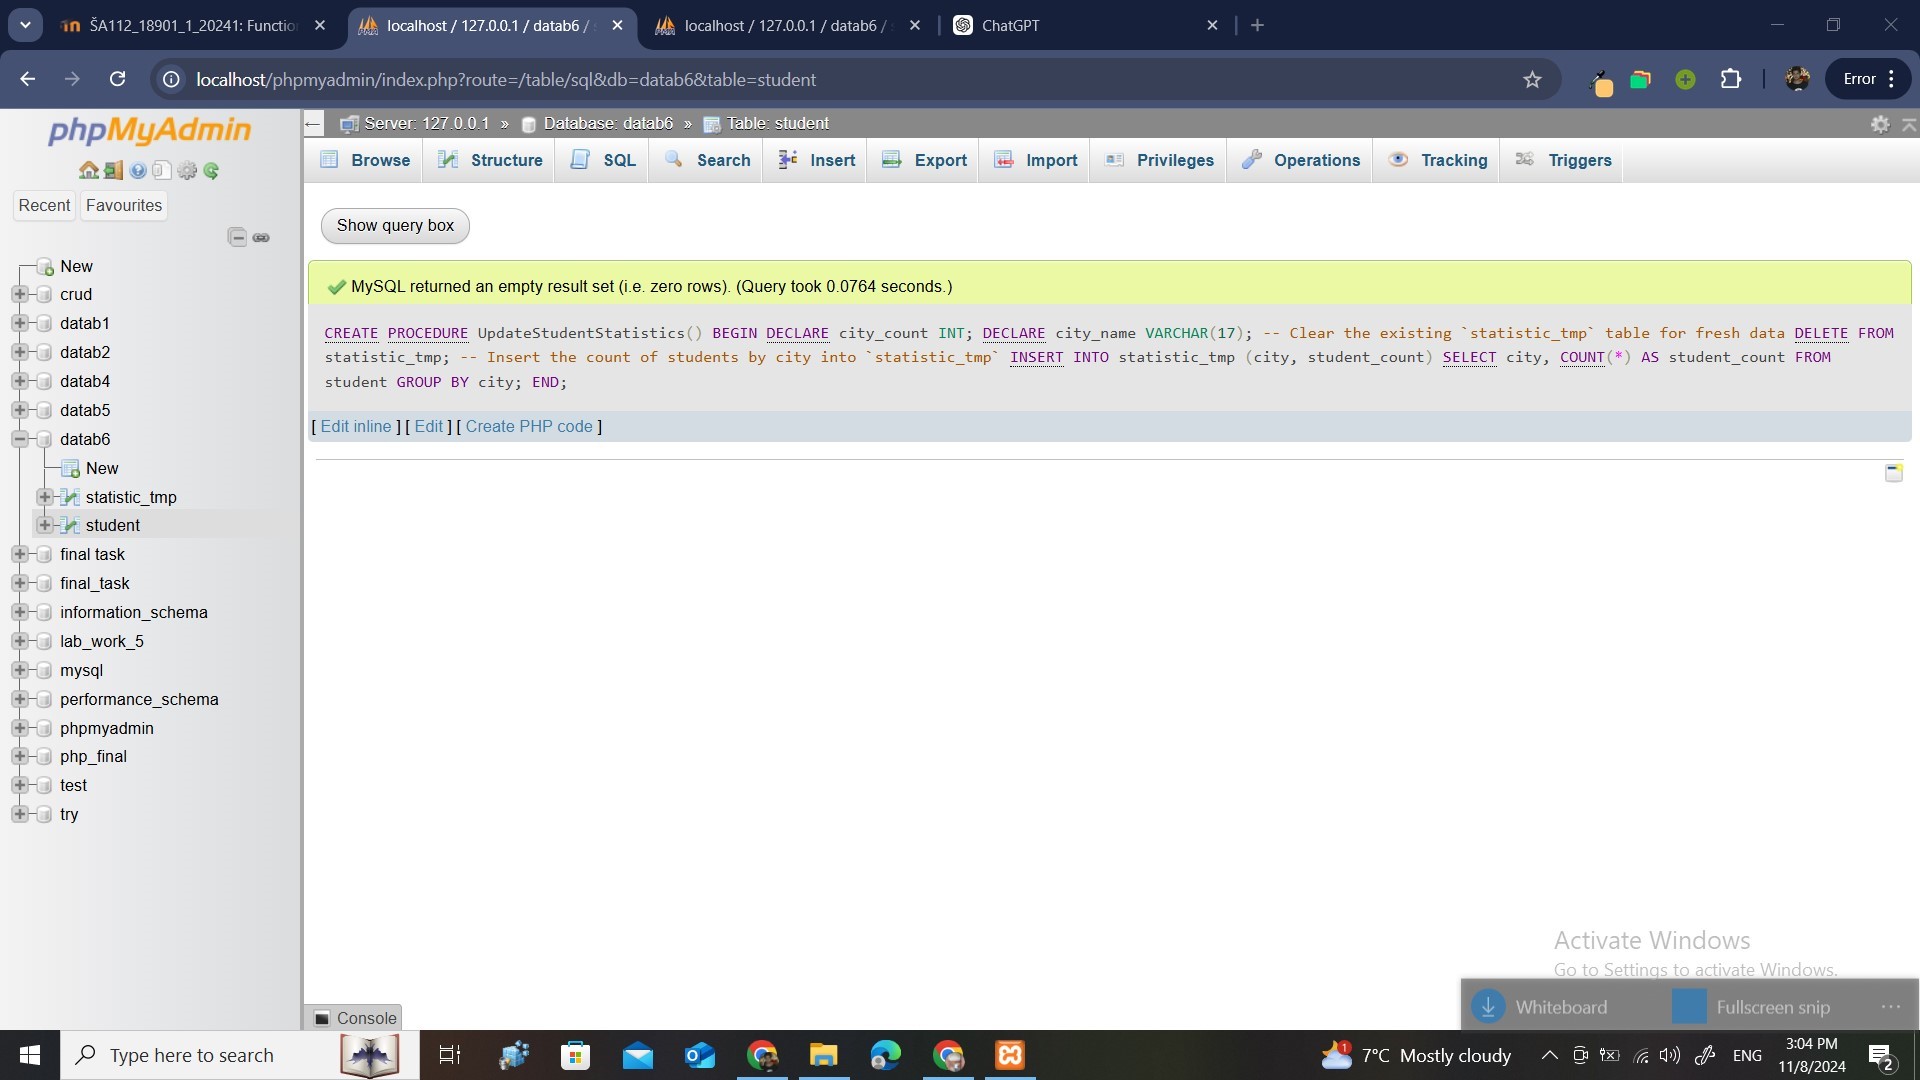 ŠA112_18901_1_20241: Functio
localhost / 127.0.0.1 / datab6 /
localhost / 127.0.0.1 / datab6 /
ChatGPT
localhost/phpmyadmin/index.php?route=/table/sql&db=datab6&table=student
Error
phpMyAdmin
Recent
Favourites
New
crud
datab1
datab2
datab4
datab5
datab6
New
statistic_tmp
student
final task
final_task
information_schema
lab_work_5
mysql
performance_schema
phpmyadmin
php_final
test
try
Server: 127.0.0.1 » Database: datab6 » Table: student
Browse
Structure
SQL
Search
Insert
Export
Import
Privileges
Operations
Tracking
Triggers
Show query box
MySQL returned an empty result set (i.e. zero rows). (Query took 0.0764 seconds.)
CREATE PROCEDURE UpdateStudentStatistics() BEGIN DECLARE city_count INT; DECLARE city_name VARCHAR(17); -- Clear the existing `statistic_tmp` table for fresh data DELETE FROM
statistic_tmp; -- Insert the count of students by city into `statistic_tmp` INSERT INTO statistic_tmp (city, student_count) SELECT city, COUNT(*) AS student_count FROM
student GROUP BY city; END;
[ Edit inline ] [ Edit ] [ Create PHP code ]
Console
Activate Windows
Go to Settings to activate Windows.
Whiteboard
Fullscreen snip
Type here to search
1
7°C Mostly cloudy
ENG
3:04 PM
11/8/2024
2